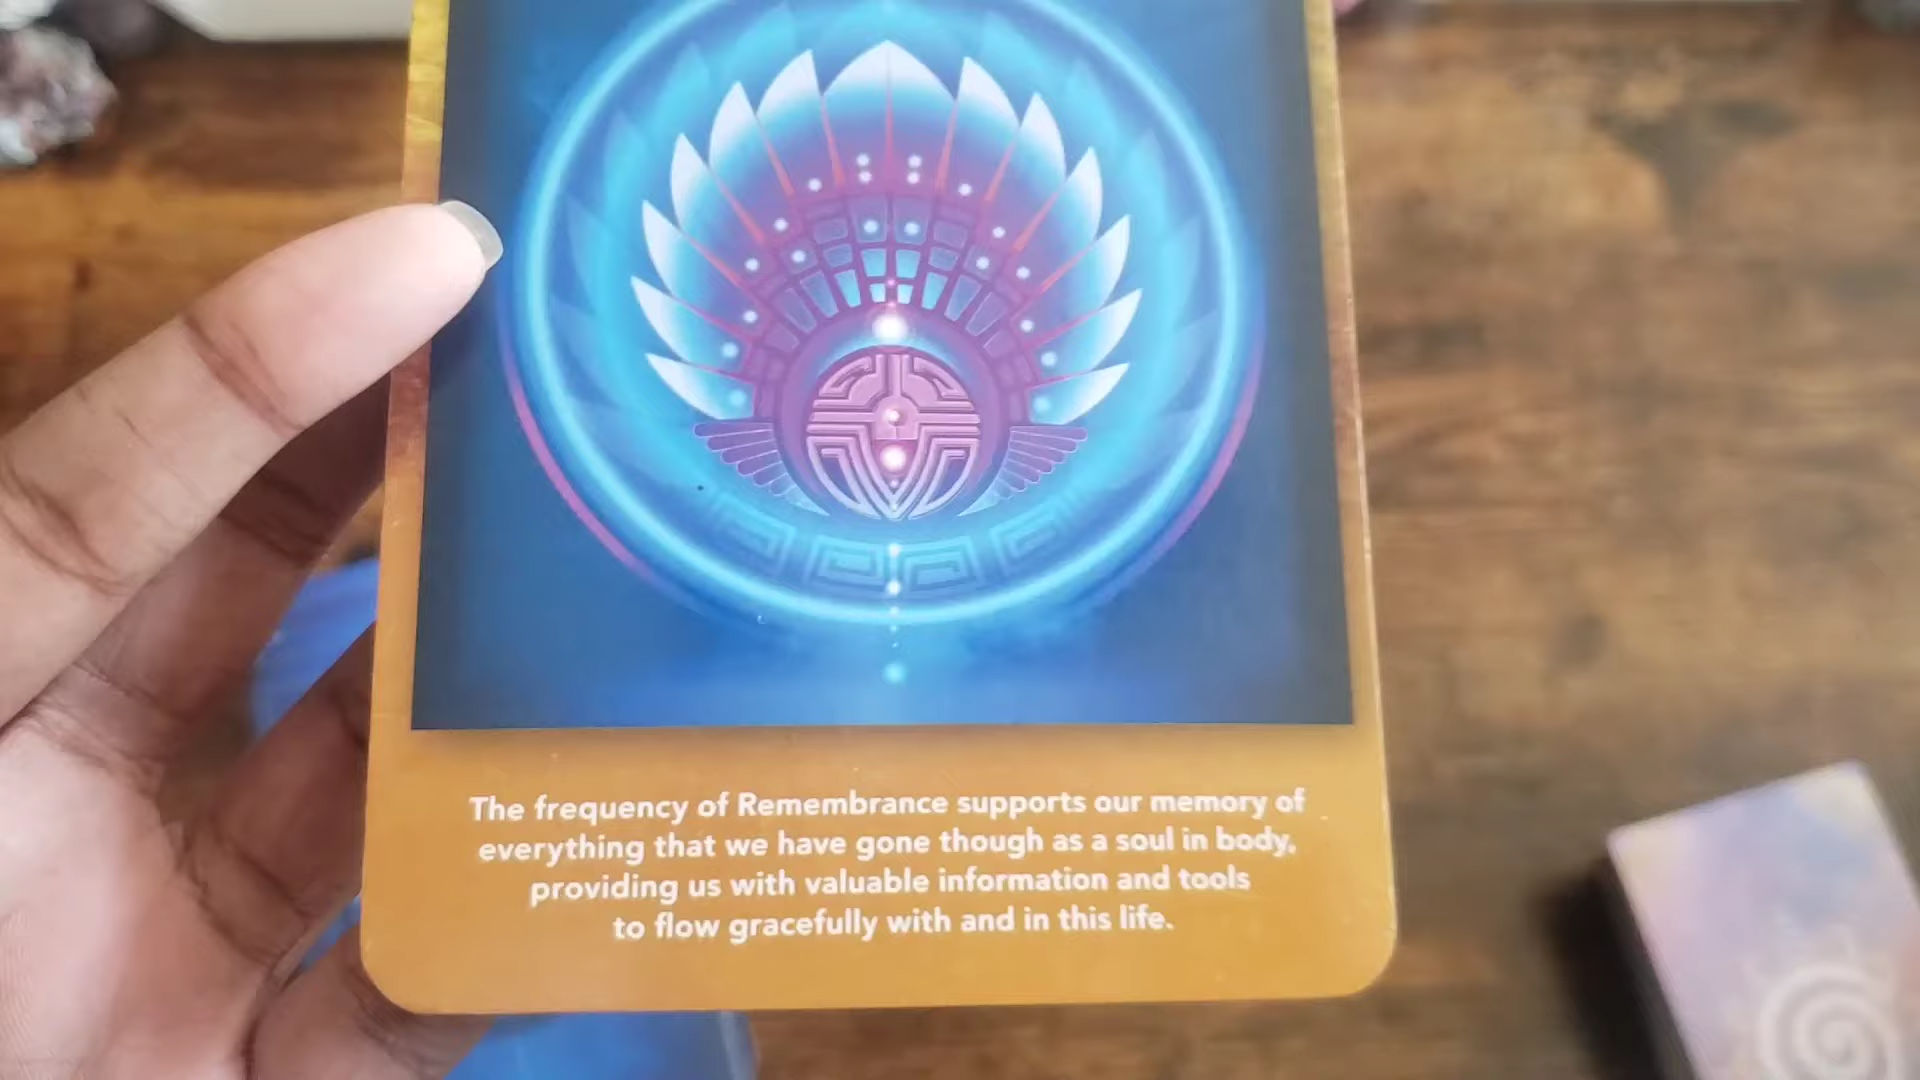 The frequency of Remembrance supports our memory of
everything that we have gone though as a soul in body,
providing us with valuable information and tools
to flow gracefully with and in this life.